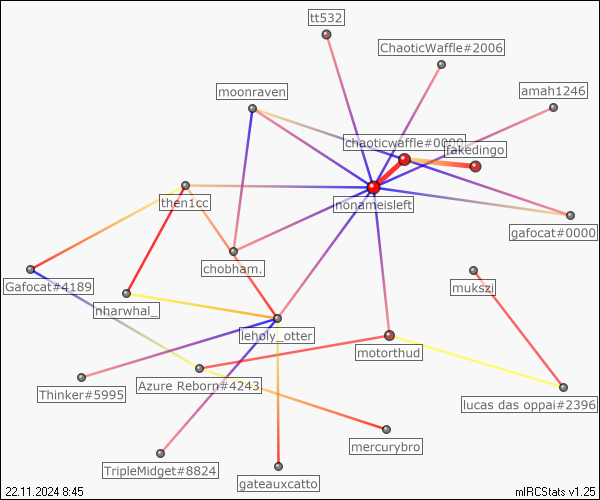 tt532
ChaoticWaffle#2006
moonraven
amah1246
chaoticwaffle#0000
fakedingo
then1cc
nonameisleft
gafocat#0000
chobham.
Gafocat#4189
mukszi
nharwhal_
leholy_otter
motorthud
Thinker#5995
Azure Reborn#4243
lucas das oppai#2396
mercurybro
TripleMidget#8824
gateauxcatto
22.11.2024 8:45
mIRCStats v1.25